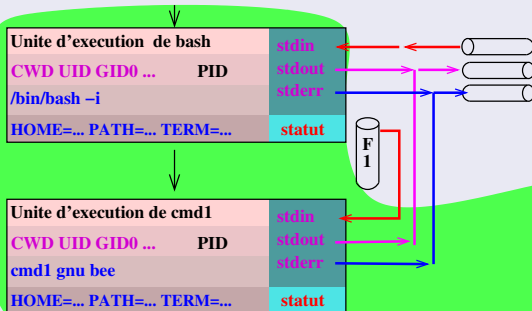 Unite d'execution de bash
stdin
CWD UID GID0 ... PID
stdout
/bin/bash –i
stderr
HOME=... PATH=... TERM=...
statut
F
1
Unite d'execution de cmd1
stdin
CWD UID GID0 ... PID
stdout
cmd1 gnu bee
stderr
HOME=... PATH=... TERM=...
statut